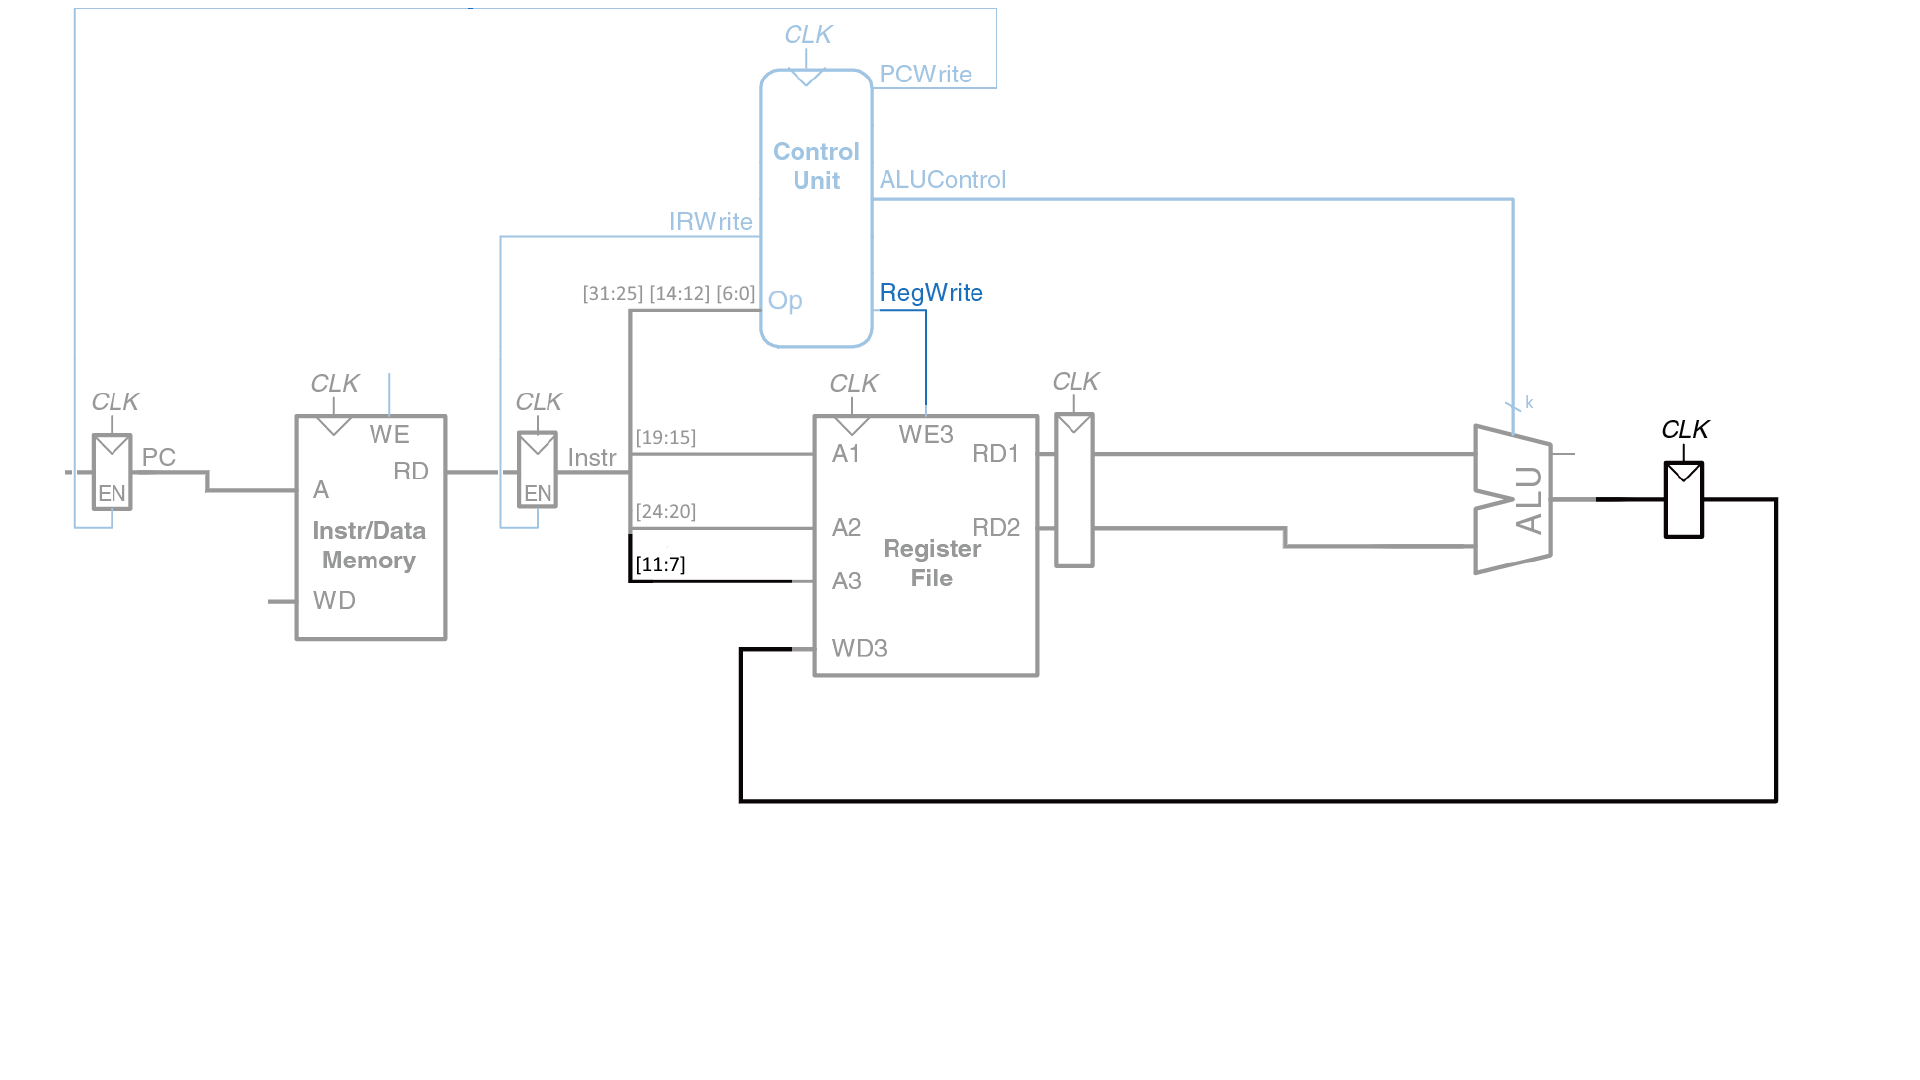 CLK
PCWrite
Control
Unit
ALUControl
IRWrite
[31:25] [14:12] [6:0]
Op
RegWrite
CLK
CLK
CLK
CLK
CLK
k
CLK
PC
EN
WE
RD
A
Instr/Data
Memory
WD
EN
Instr
[19:15]
[24:20]
[11:7]
WE3
A1
RD1
A2
RD2
Register
File
A3
WD3
ALU